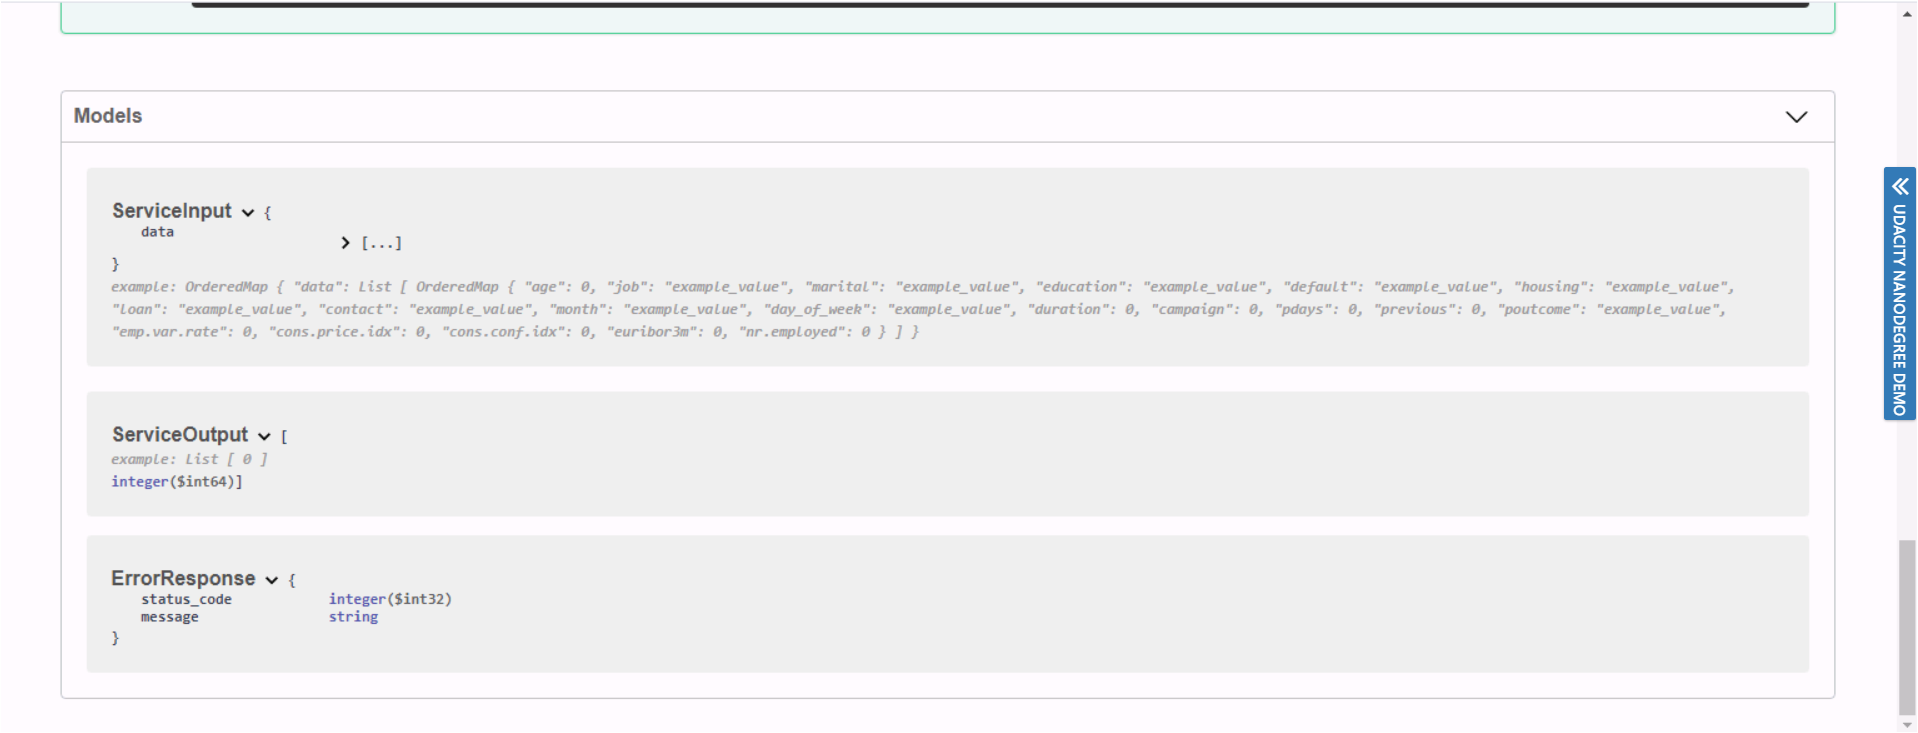 Models
ServiceInput {
data
[...]
}
example: OrderedMap { "data": List [ OrderedMap { "age": 0, "job": "example_value", "marital": "example_value", "education": "example_value", "default": "example_value", "housing": "example_value",
"loan": "example_value", "contact": "example_value", "month": "example_value", "day_of_week": "example_value", "duration": 0, "campaign": 0, "pdays": 0, "previous": 0, "poutcome": "example_value",
"emp.var.rate": 0, "cons.price.idx": 0, "cons.conf.idx": 0, "euribor3m": 0, "nr.employed": 0 } ] }
ServiceOutput [
example: List [ 0 ]
integer($int64)]
ErrorResponse {
status_code integer($int32)
message string
}
UDACITY NANODEGREE DEMO